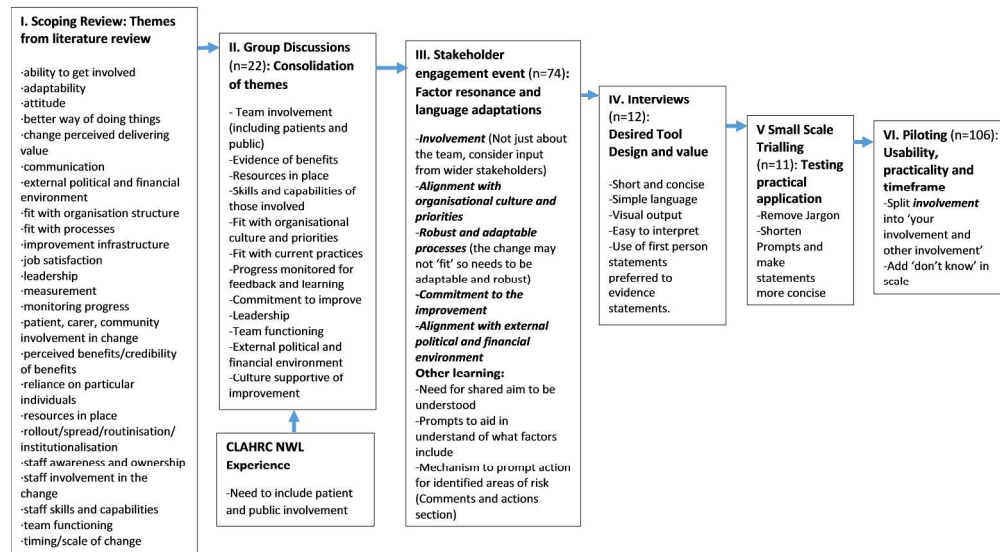 I. Scoping Review: Themes
from literature review
·ability to get involved
·adaptability
·attitude
·better way of doing things
·change perceived delivering
value
·communication
·external political and financial
environment
·fit with organisation structure
·fit with processes
·improvement infrastructure
·job satisfaction
·leadership
·measurement
·monitoring progress
·patient, carer, community
involvement in change
·perceived benefits/credibility
of benefits
·reliance on particular
individuals
·resources in place
·rollout/spread/routinisation/
institutionalisation
·staff awareness and ownership
·staff involvement in the
change
·staff skills and capabilities
·team functioning
·timing/scale of change
II. Group Discussions
(n=22): Consolidation
of themes
- Team involvement
(including patients and
public)
-Evidence of benefits
-Resources in place
-Skills and capabilities of
those involved
-Fit with organisational
culture and priorities
-Fit with current practices
-Progress monitored for
feedback and learning
-Commitment to improve
-Leadership
-Team functioning
-External political and
financial environment
-Culture supportive of
improvement
CLAHRC NWL
Experience
-Need to include patient
and public involvement
III. Stakeholder
engagement event (n=74):
Factor resonance and
language adaptations
-Involvement (Not just about
the team, consider input
from wider stakeholders)
-Alignment with
organisational culture and
priorities
-Robust and adaptable
processes (the change may
not 'fit' so needs to be
adaptable and robust)
-Commitment to the
improvement
-Alignment with external
political and financial
environment
Other learning:
-Need for shared aim to be
understood
-Prompts to aid in
understand of what factors
include
-Mechanism to prompt action
for identified areas of risk
(Comments and actions
section)
IV. Interviews
(n=12):
Desired Tool
Design and value
-Short and concise
-Simple language
-Visual output
-Easy to interpret
-Use of first person
statements
preferred to
evidence
statements.
V Small Scale
Trialling
(n=11): Testing
practical
application
-Remove Jargon
-Shorten
Prompts and
make
statements
more concise
VI. Piloting (n=106):
Usability,
practicality and
timeframe
-Split involvement
into 'your
involvement and
other involvement'
-Add 'don't know' in
scale